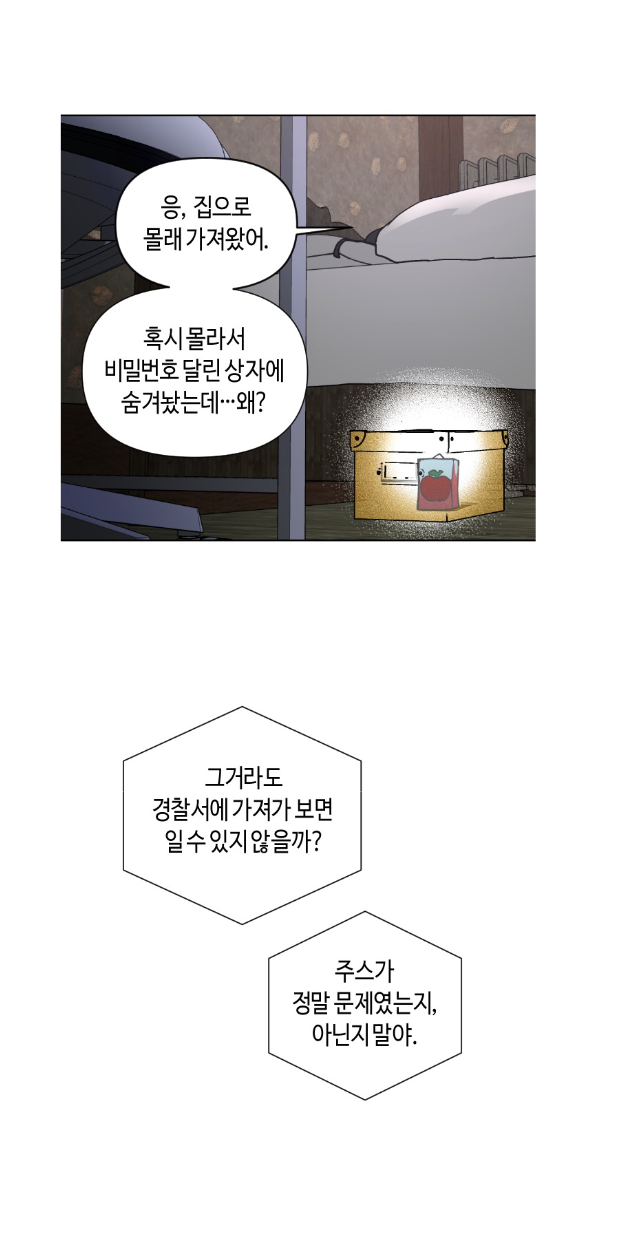 응, 집으로
몰래 가져왔어.
혹시 몰라서
비밀번호 달린 상자에
숨겨놨는데…왜?
그거라도
경찰서에 가져가 보면
알 수 있지 않을까?
주스가
정말 문제였는지,
아닌지 말야.